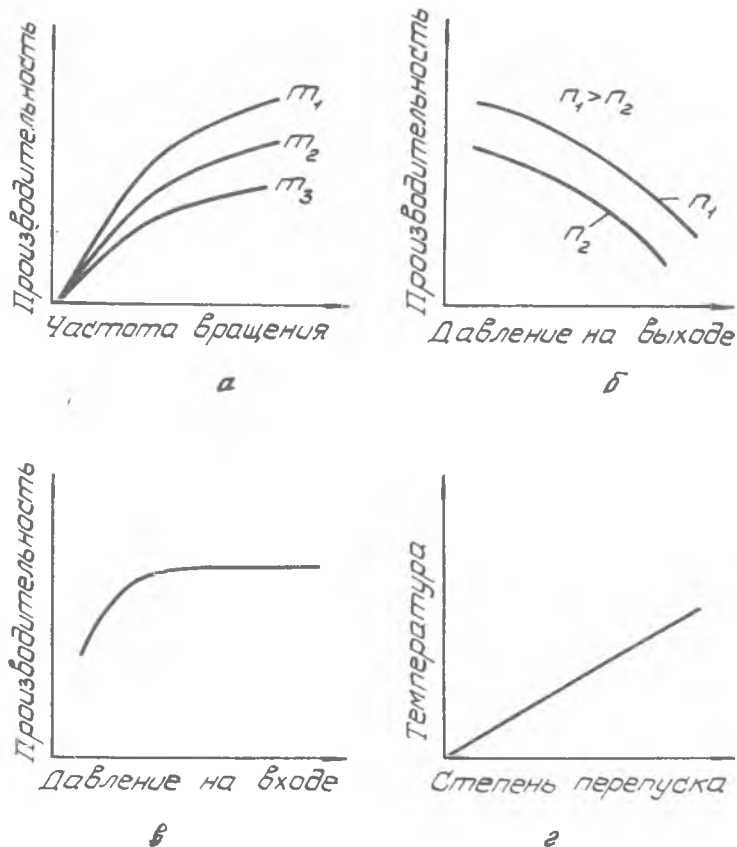 Производительность
m₁
m₂
m₃
Частота вращения
а
Производительность
n₁ > n₂
n₁
n₂
Давление на выходе
б
Производительность
Давление на входе
в
Температура
Степень перепуска
г